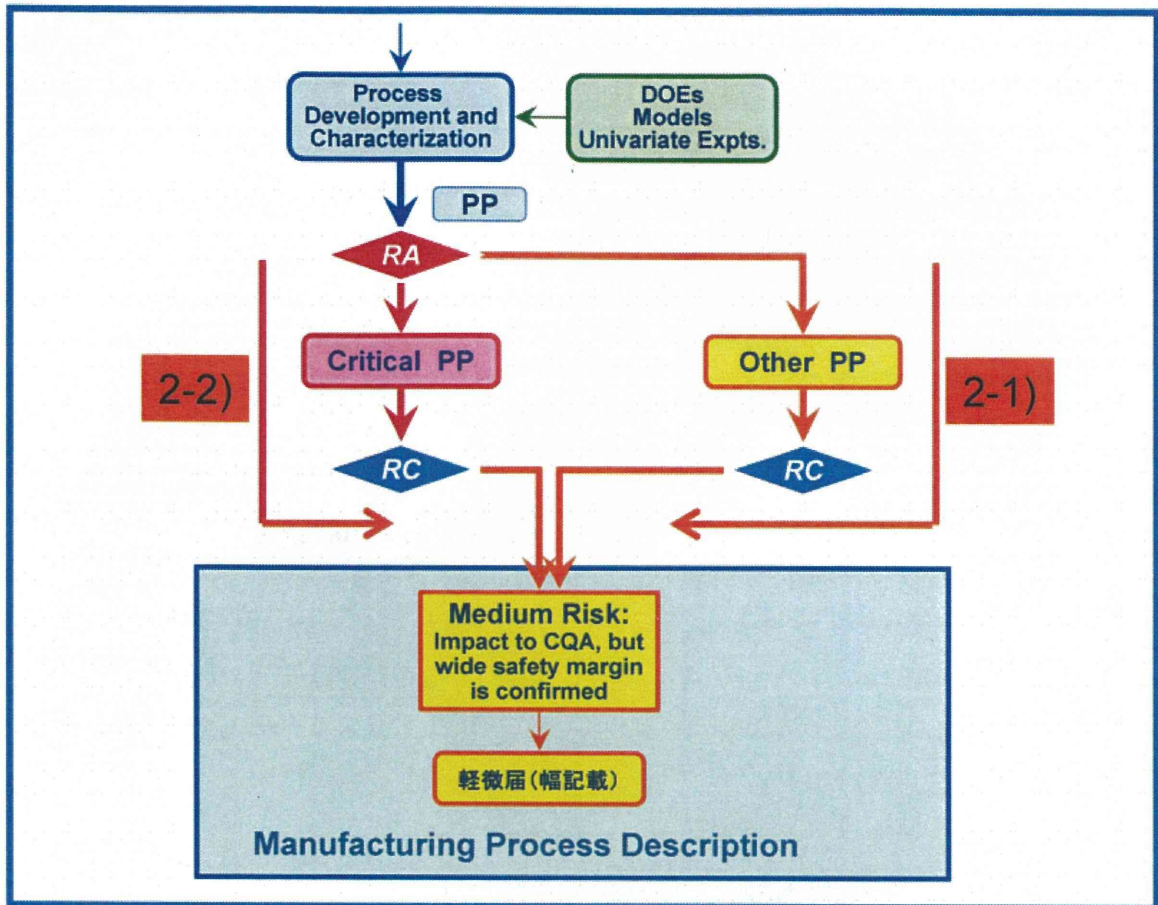 Process
Development and
Characterization
DOEs
Models
Univariate Expts.
PP
RA
Critical PP
Other PP
2-2)
2-1)
RC
RC
Medium Risk:
Impact to CQA, but
wide safety margin
is confirmed
軽微届(幅記載)
Manufacturing Process Description